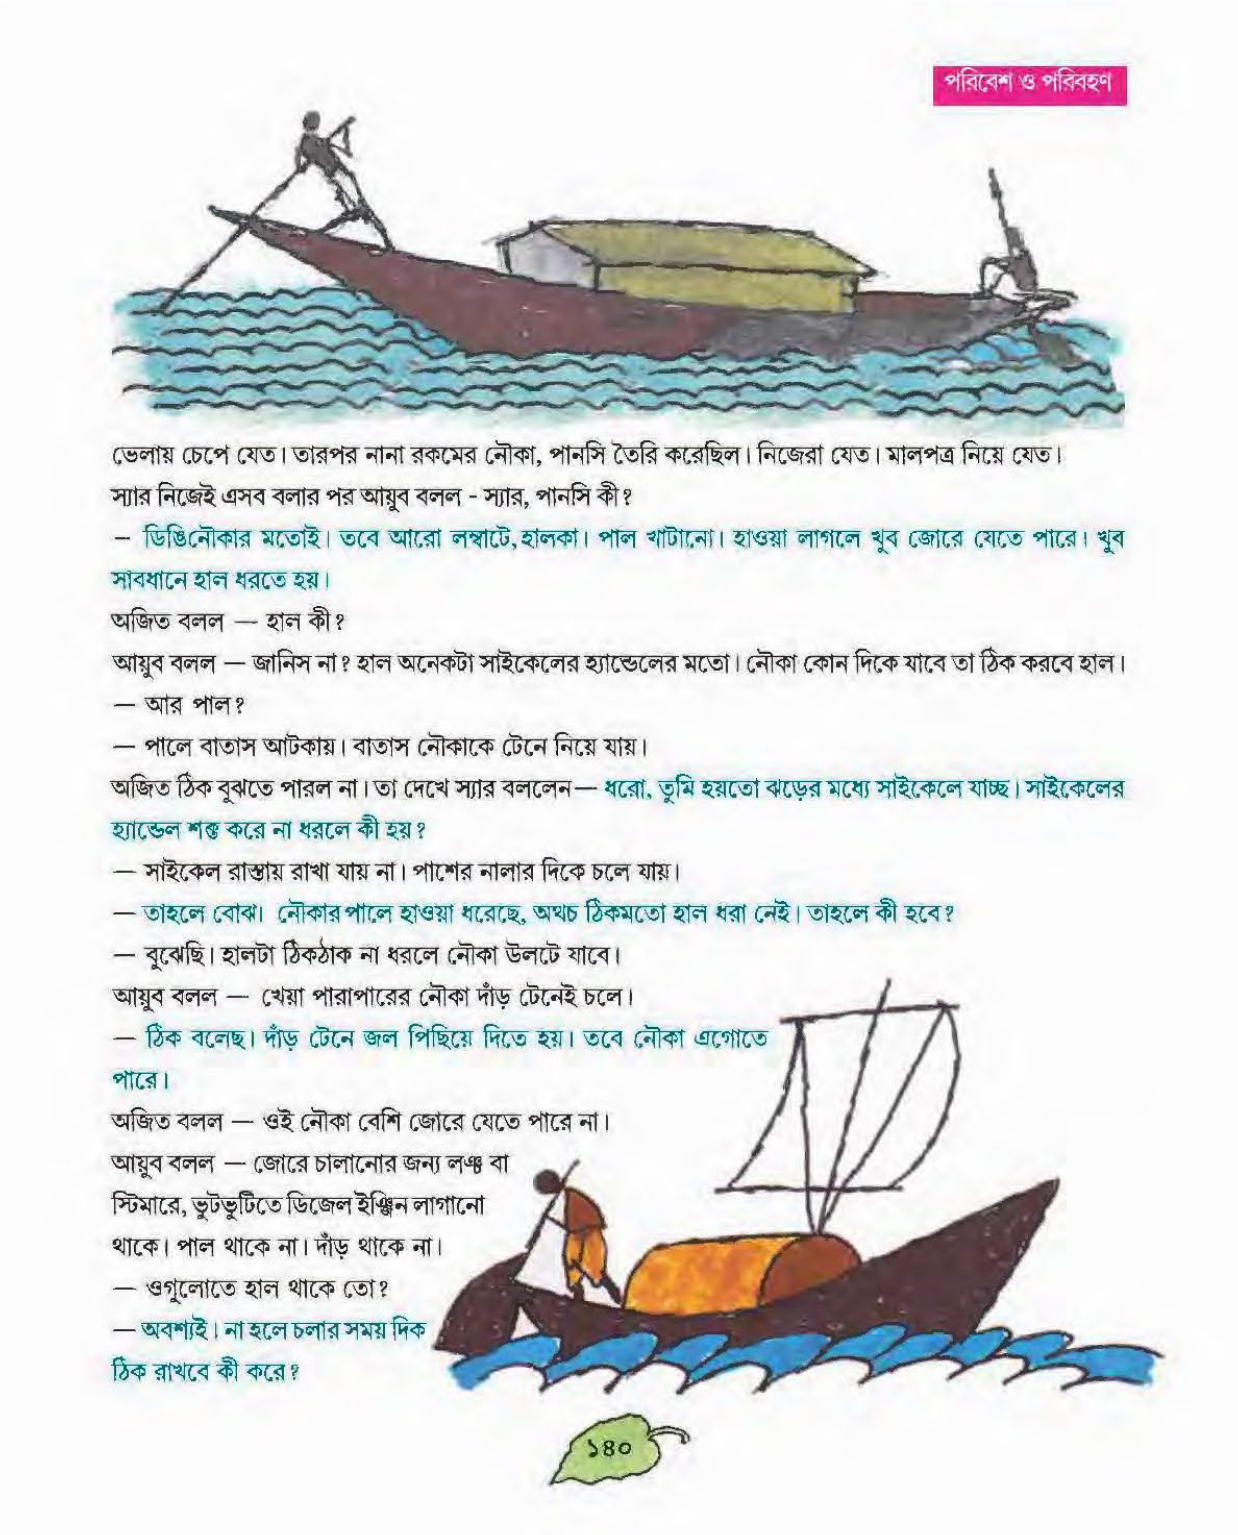 পরিবেশ ও পরিবহণ
ভেলায় চেপে যেত। তারপর নানা রকমের নৌকা, পানসি তৈরি করেছিল। নিজেরা যেত। মালপত্র নিয়ে যেত।
স্যার নিজেই এসব বলার পর আয়ুব বলল - স্যার, পানসি কী?
– ডিঙিনৌকার মতোই। তবে আরো লম্বাটে, হালকা। পাল খাটানো। হাওয়া লাগলে খুব জোরে যেতে পারে। খুব
সাবধানে হাল ধরতে হয়।
অজিত বলল — হাল কী?
আয়ুব বলল — জানিস না? হাল অনেকটা সাইকেলের হ্যান্ডেলের মতো। নৌকা কোন দিকে যাবে তা ঠিক করবে হাল।
— আর পাল?
— পালে বাতাস আটকায়। বাতাস নৌকাকে টেনে নিয়ে যায়।
অজিত ঠিক বুঝতে পারল না। তা দেখে স্যার বললেন— ধরো, তুমি হয়তো ঝড়ের মধ্যে সাইকেলে যাচ্ছ। সাইকেলের
হ্যান্ডেল শক্ত করে না ধরলে কী হয়?
— সাইকেল রাস্তায় রাখা যায় না। পাশের নালার দিকে চলে যায়।
— তাহলে বোঝ। নৌকার পালে হাওয়া ধরেছে, অথচ ঠিকমতো হাল ধরা নেই। তাহলে কী হবে?
— বুঝেছি। হালটা ঠিকঠাক না ধরলে নৌকা উলটে যাবে।
আয়ুব বলল — খেয়া পারাপারের নৌকা দাঁড় টেনেই চলে।
— ঠিক বলেছ। দাঁড় টেনে জল পিছিয়ে দিতে হয়। তবে নৌকা এগোতে
পারে।
অজিত বলল — ওই নৌকা বেশি জোরে যেতে পারে না।
আয়ুব বলল — জোরে চালানোর জন্য লঞ্চ বা
স্টিমারে, ভুটভুটিতে ডিজেল ইঞ্জিন লাগানো
থাকে। পাল থাকে না। দাঁড় থাকে না।
— ওগুলোতে হাল থাকে তো?
— অবশ্যই। না হলে চলার সময় দিক
ঠিক রাখবে কী করে?
১৪০